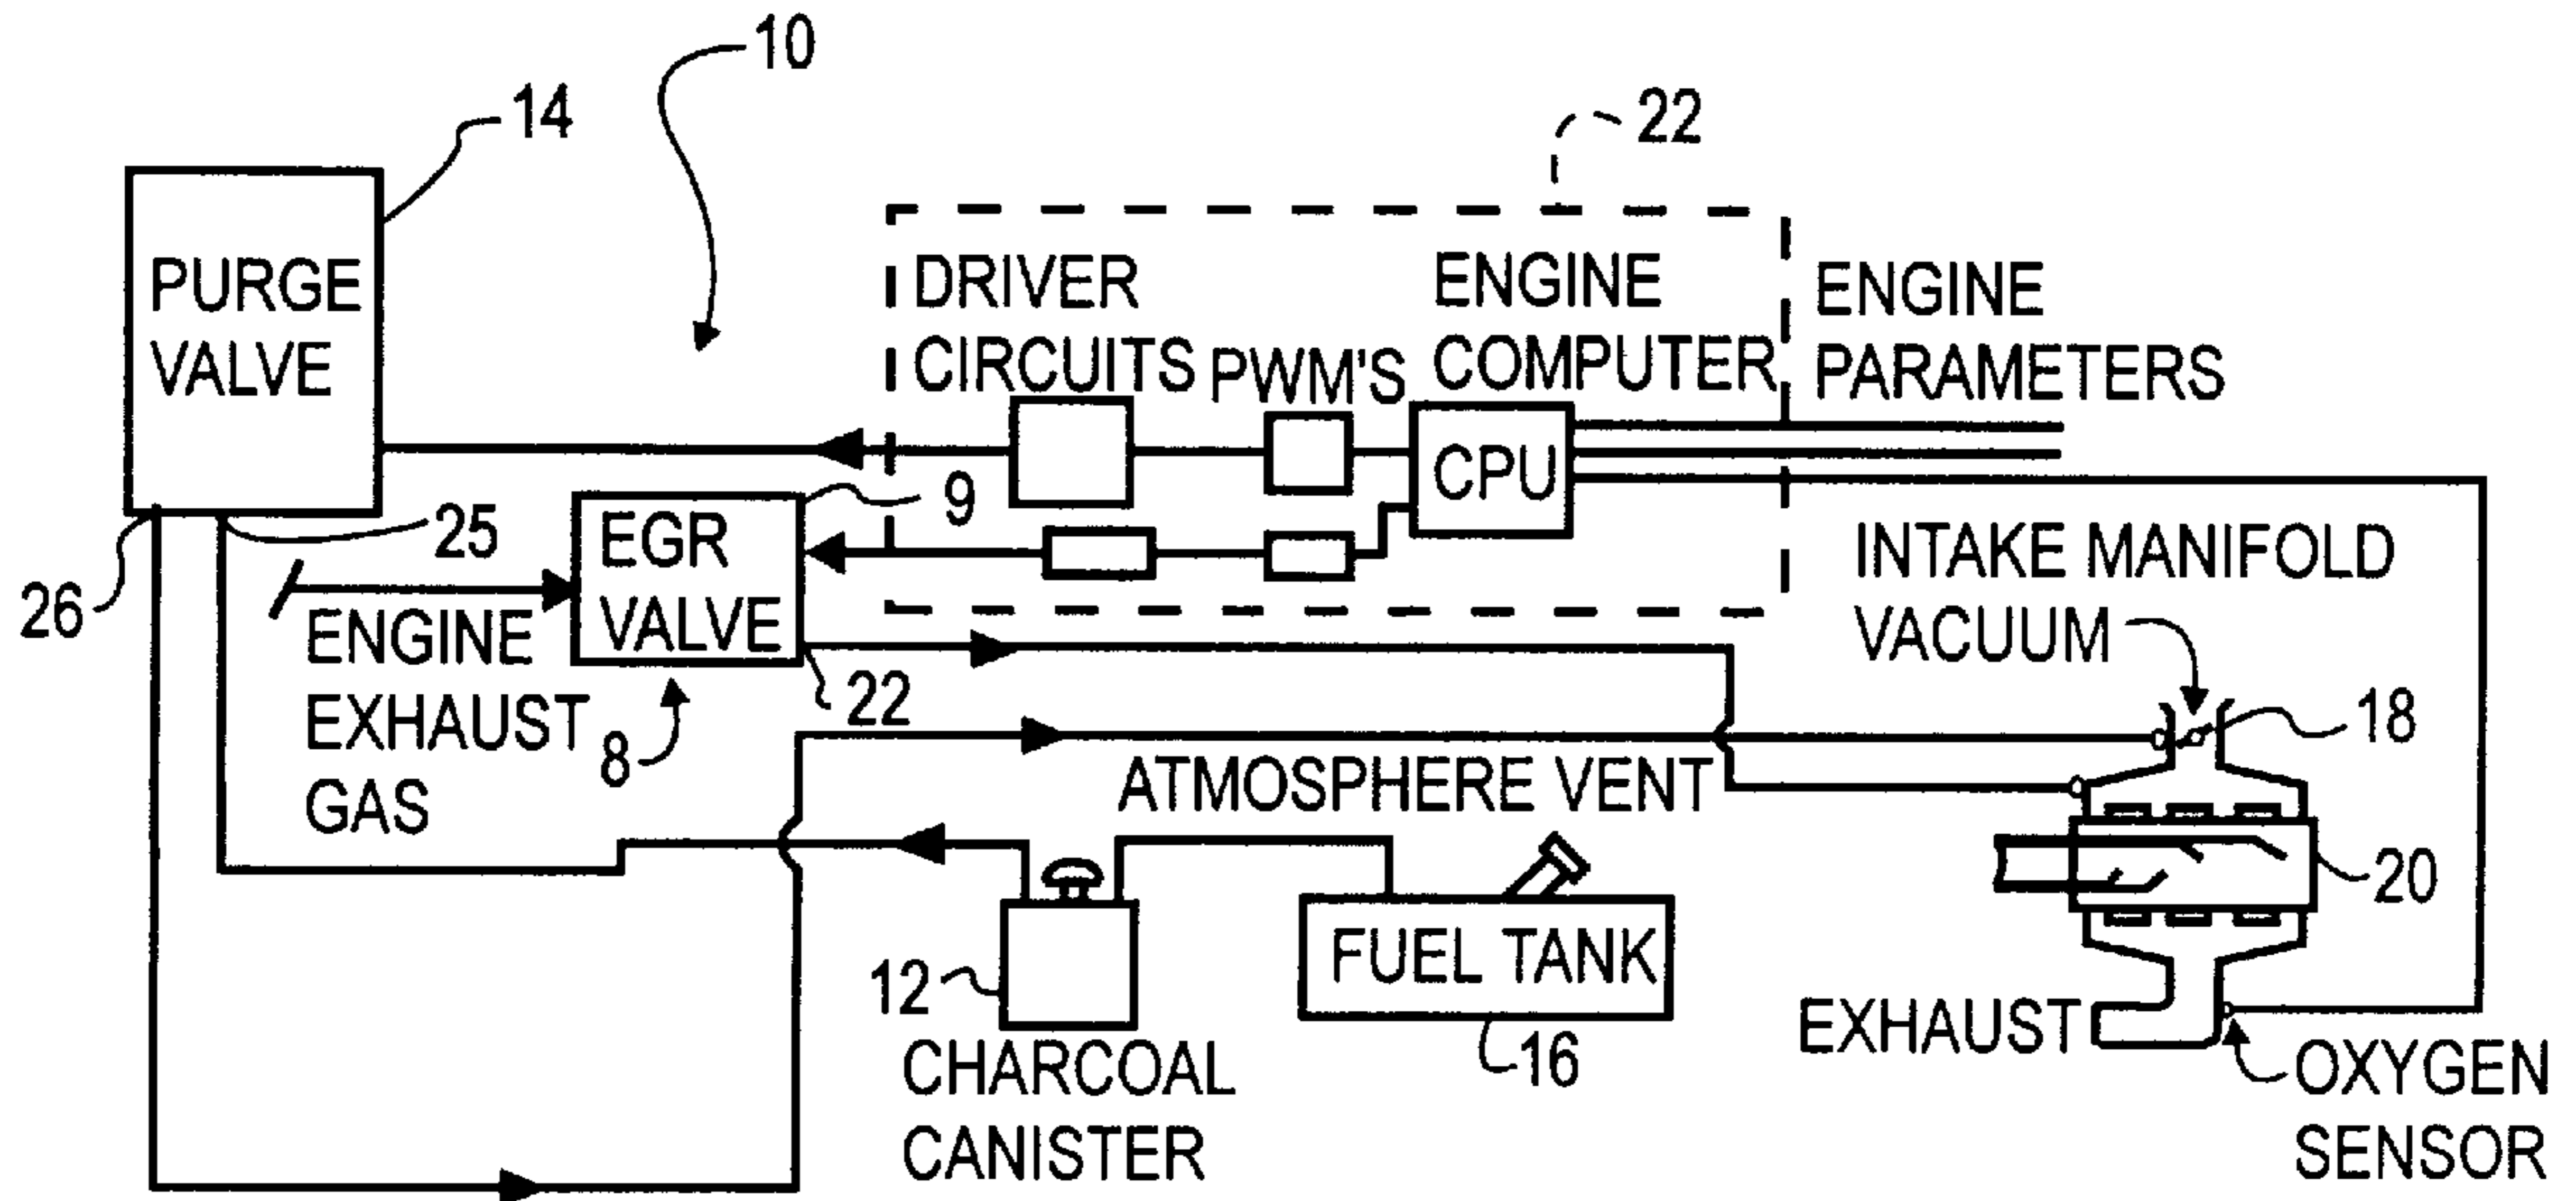 10
14
22
PURGE
VALVE
DRIVER
CIRCUITS
PWM'S
ENGINE
COMPUTER
ENGINE
PARAMETERS
CPU
9
25
26
EGR
VALVE
ENGINE
EXHAUST
GAS
8
22
INTAKE MANIFOLD
VACUUM
18
ATMOSPHERE VENT
20
12
FUEL TANK
16
CHARCOAL
CANISTER
EXHAUST
OXYGEN
SENSOR